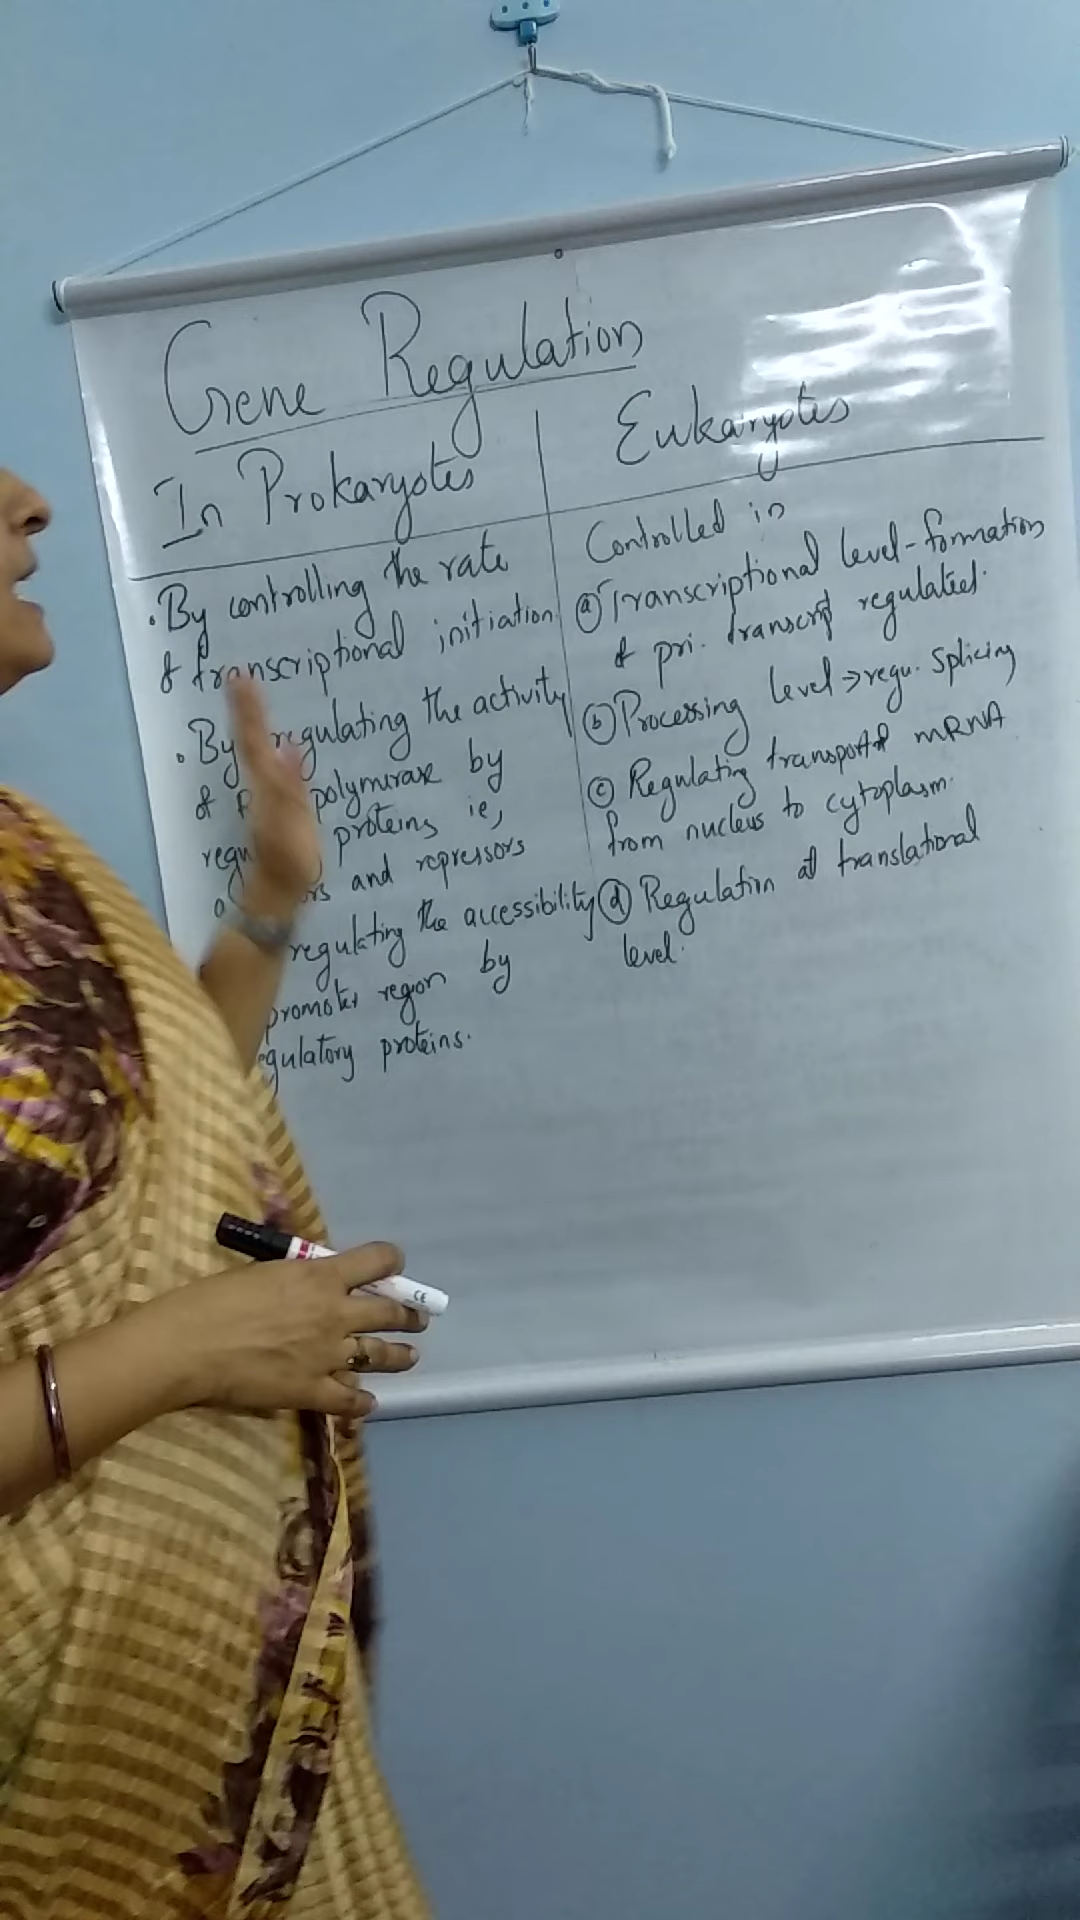 Gene Regulation
In Prokaryotes
. By controlling the rate
of transcriptional initiation
. By regulating the activity
of polymerase by
proteins ie,
and repressors
regulating the accessibility
promoter region by
regulatory proteins.
Eukaryotes
Controlled in
(a) Transcriptional level-formation
of pri. transcript regulated.
(b) Processing level→regu. splicing
(c) Regulating transport of mRNA
from nucleus to cytoplasm.
(d) Regulation at translational
level.
CE